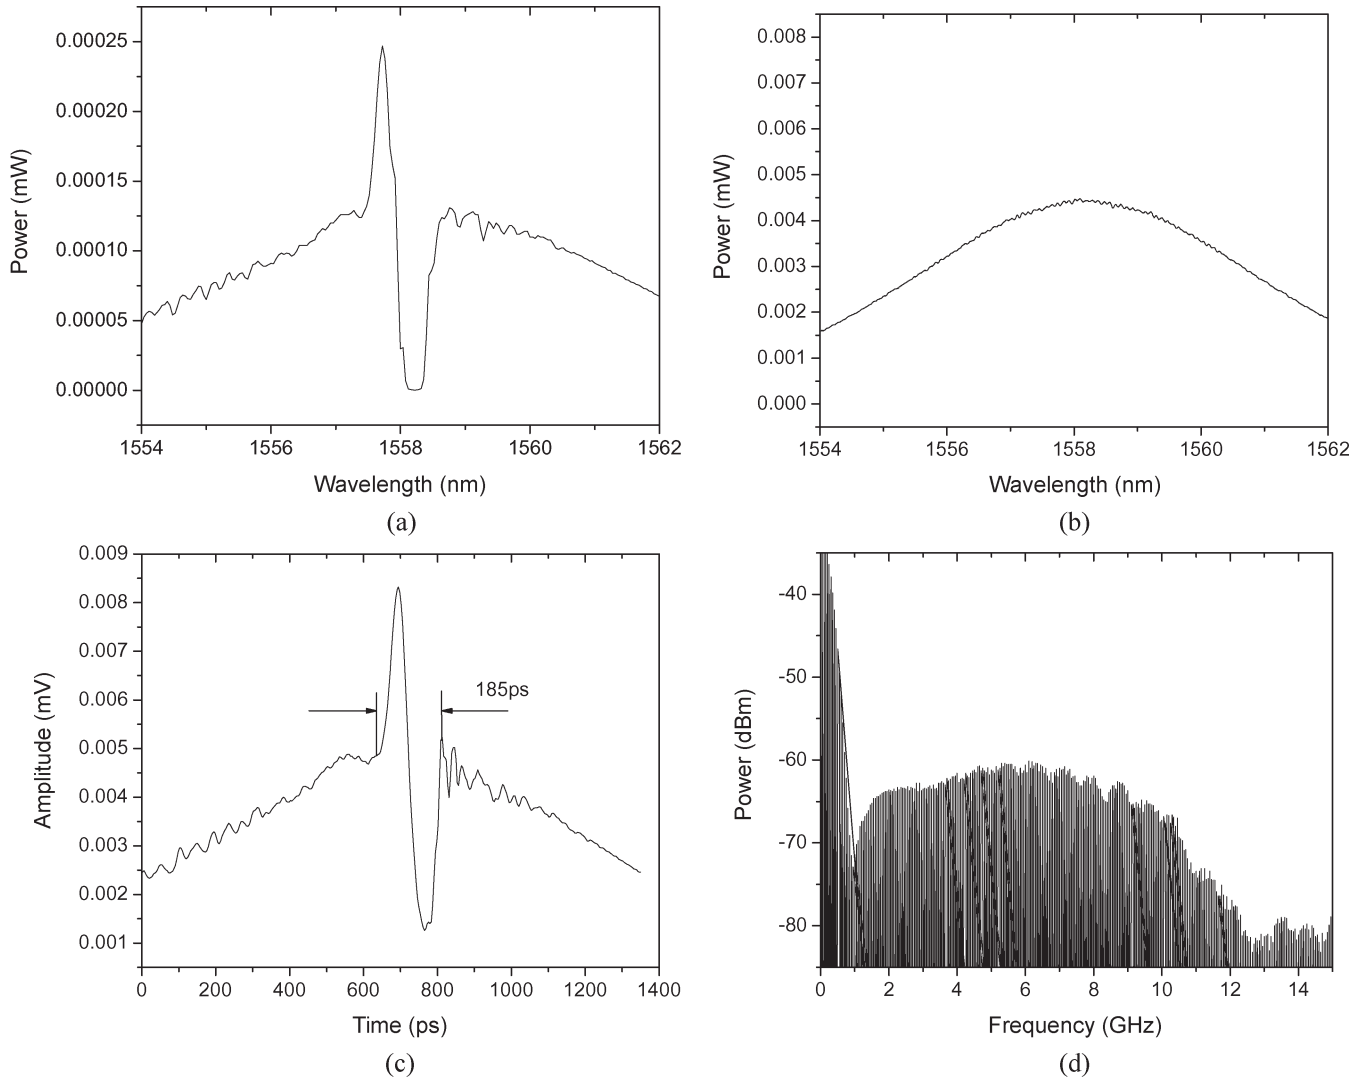 0.00025
0.00020
0.00015
0.00010
0.00005
0.00000
Power (mW)
1554 1556 1558 1560 1562
Wavelength (nm)
(a)
0.008
0.007
0.006
0.005
0.004
0.003
0.002
0.001
0.000
Power (mW)
1554 1556 1558 1560 1562
Wavelength (nm)
(b)
0.009
0.008
0.007
0.006
0.005
0.004
0.003
0.002
0.001
Amplitude (mV)
185ps
0 200 400 600 800 1000 1200 1400
Time (ps)
(c)
-40
-50
-60
-70
-80
Power (dBm)
0 2 4 6 8 10 12 14
Frequency (GHz)
(d)